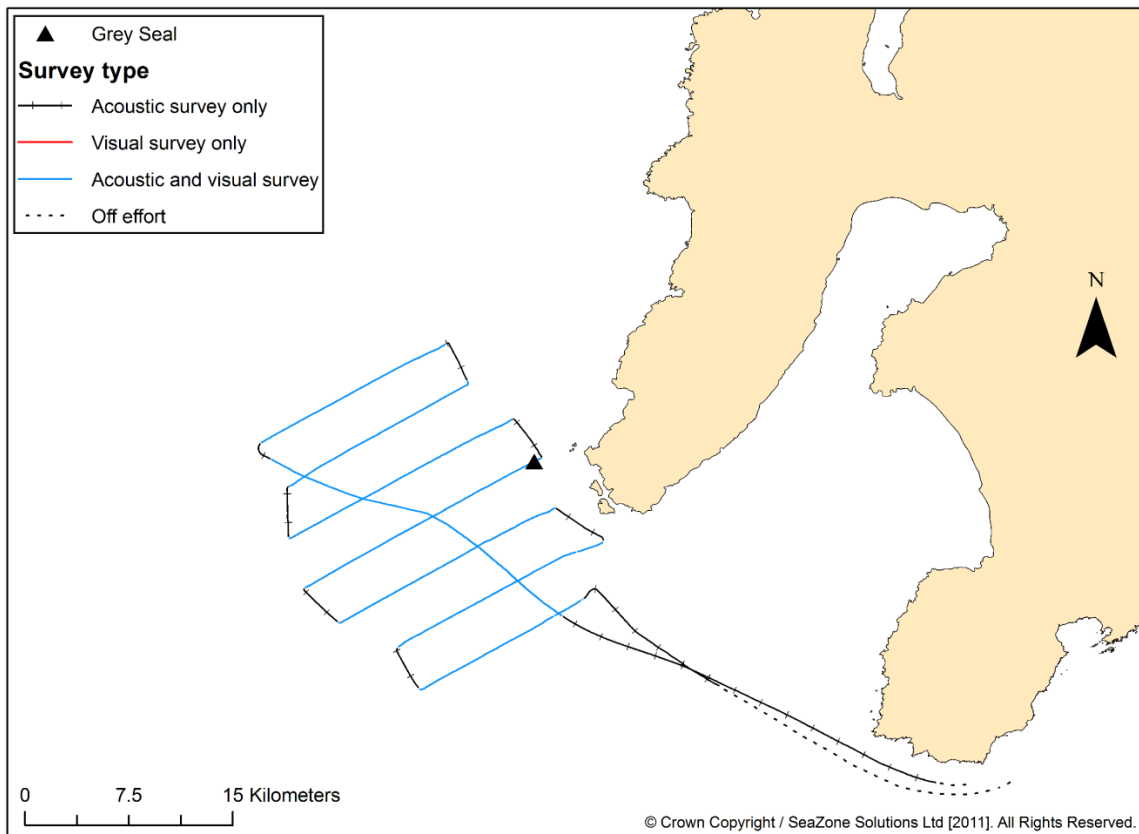 Grey Seal
Survey type
Acoustic survey only
Visual survey only
Acoustic and visual survey
Off effort
N
0 7.5 15 Kilometers
© Crown Copyright / SeaZone Solutions Ltd [2011]. All Rights Reserved.